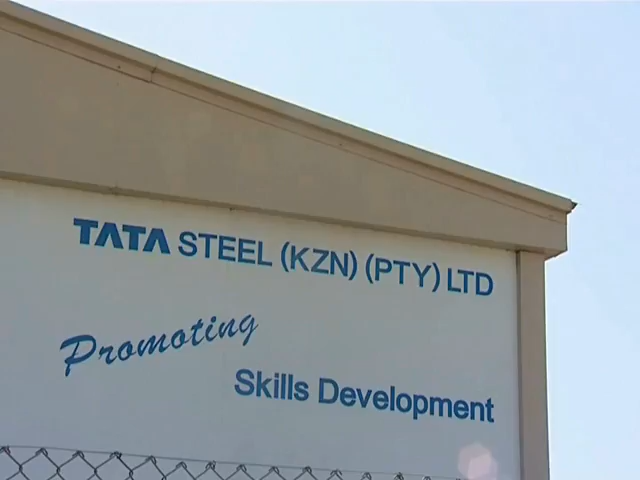 TATA STEEL (KZN) (PTY) LTD
Promoting
Skills Development